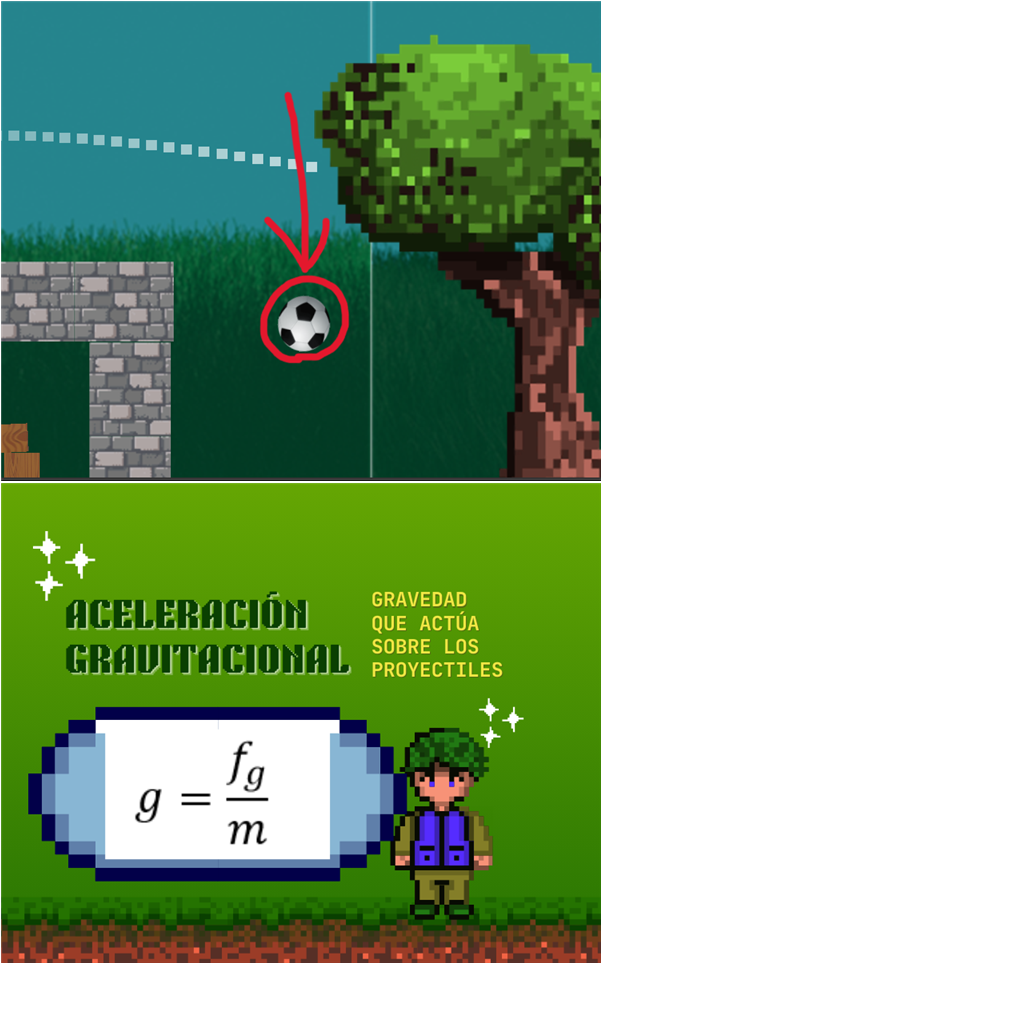 ACELERACIÓN
GRAVITACIONAL
GRAVEDAD
QUE ACTÚA
SOBRE LOS
PROYECTILES
g = f_g / m